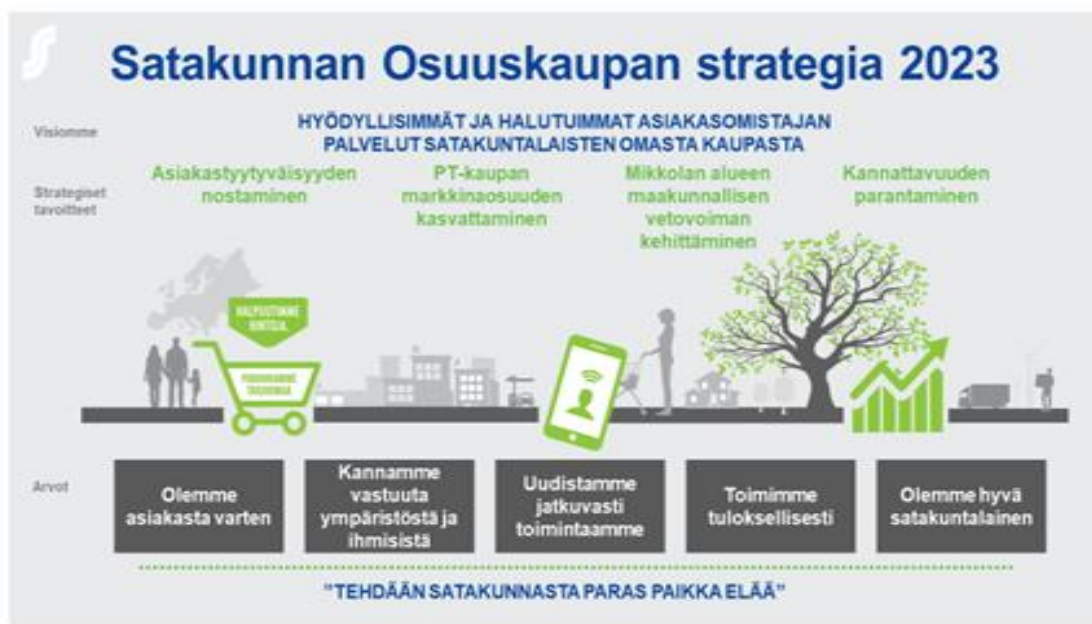 Satakunnan Osuuskaupan strategia 2023
Visiomme
HYÖDYLLISIMMÄT JA HALUTUIMMAT ASIAKASOMISTAJAN
PALVELUT SATAKUNTALAISTEN OMASTA KAUPASTA
Strategiset
tavoitteet
Asiakastyytyväisyyden
nostaminen
PT-kaupan
markkinaosuuden
kasvattaminen
Mikkolan alueen
maakunnallisen
vetovoiman
kehittäminen
Kannattavuuden
parantaminen
HALPUUTIMME
HINTOJA
Arvot
Olemme
asiakasta varten
Kannamme
vastuuta
ympäristöstä ja
ihmisistä
Uudistamme
jatkuvasti
toimintaamme
Toimimme
tuloksellisesti
Olemme hyvä
satakuntalainen
"TEHDÄÄN SATAKUNNASTA PARAS PAIKKA ELÄÄ"